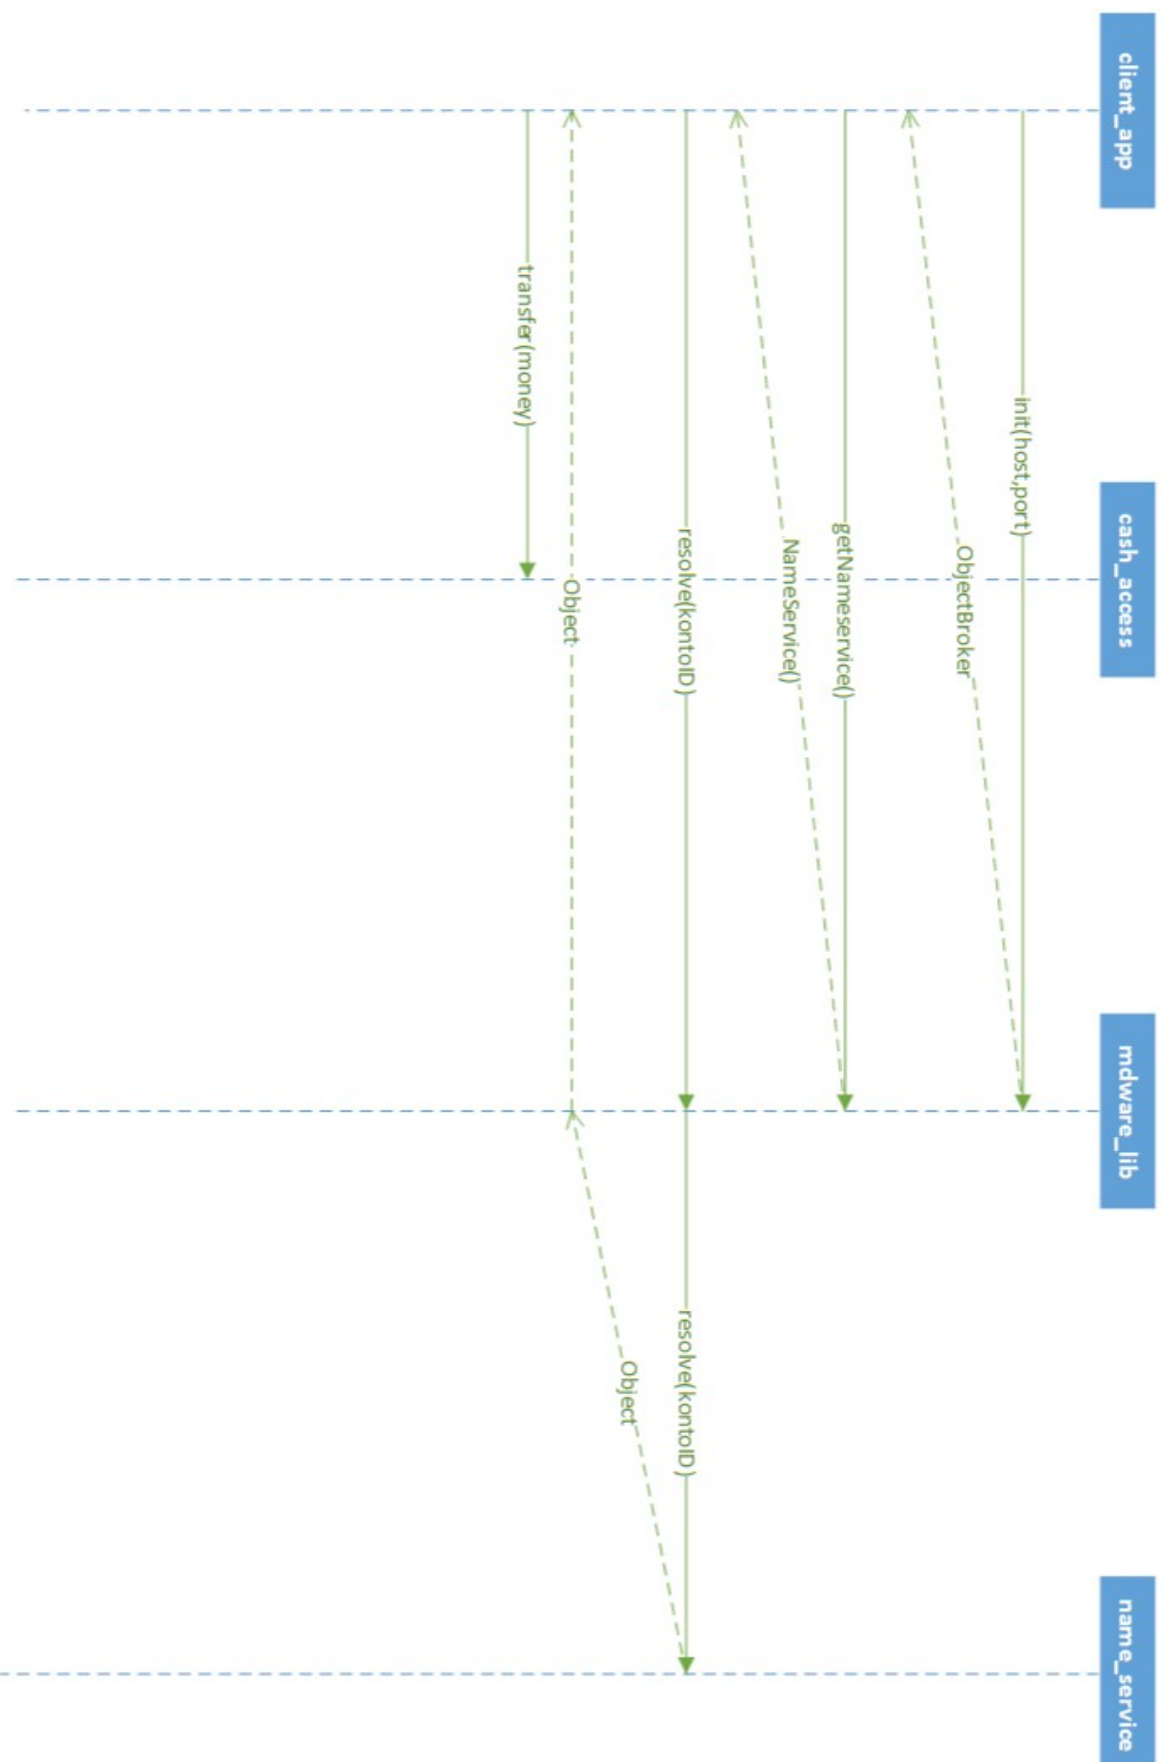 client_app
cash_access
mdware_lib
name_service
init(host,port)
ObjectBroker
getNameservice()
NameService()
resolve(kontoID)
resolve(kontoID)
Object
Object
transfer(money)